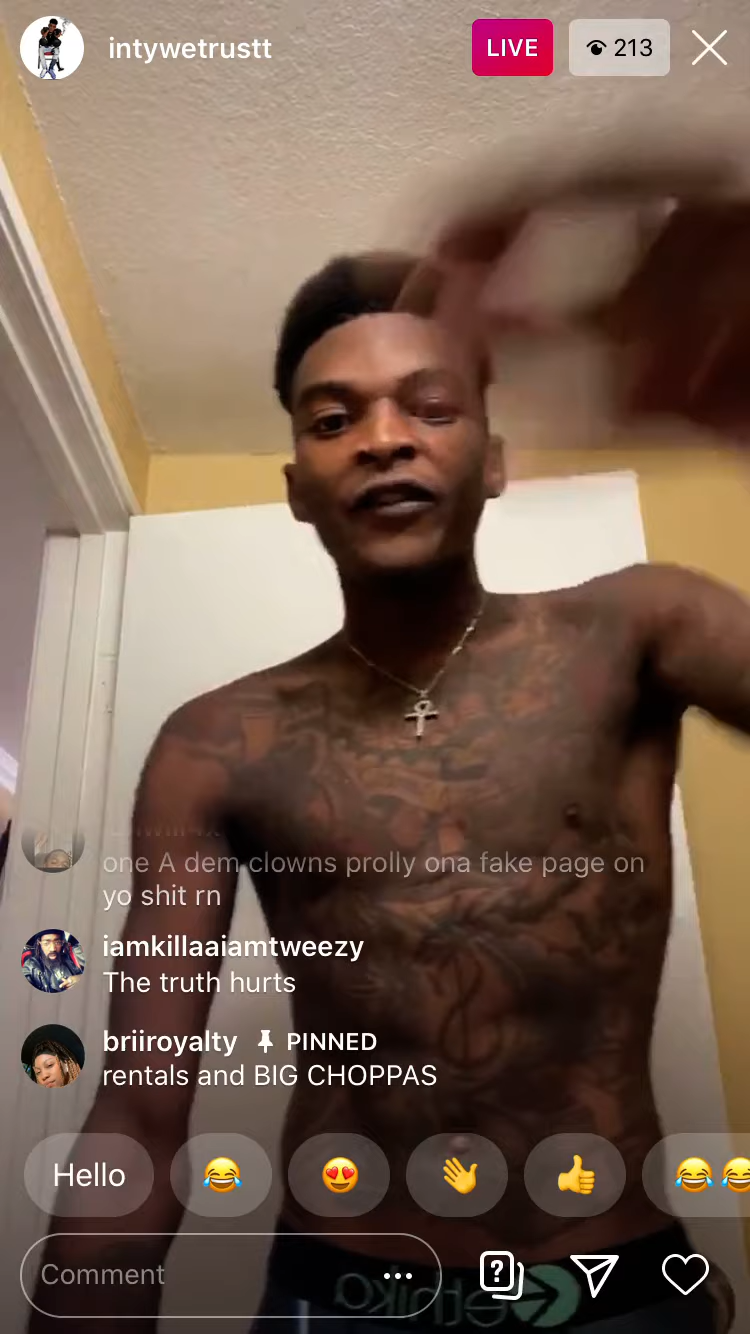 intywetrustt
LIVE
213
one A dem clowns prolly ona fake page on
yo shit rn
iamkillaaiamtweezy
The truth hurts
briiroyalty PINNED
rentals and BIG CHOPPAS
Hello
Comment
ethika